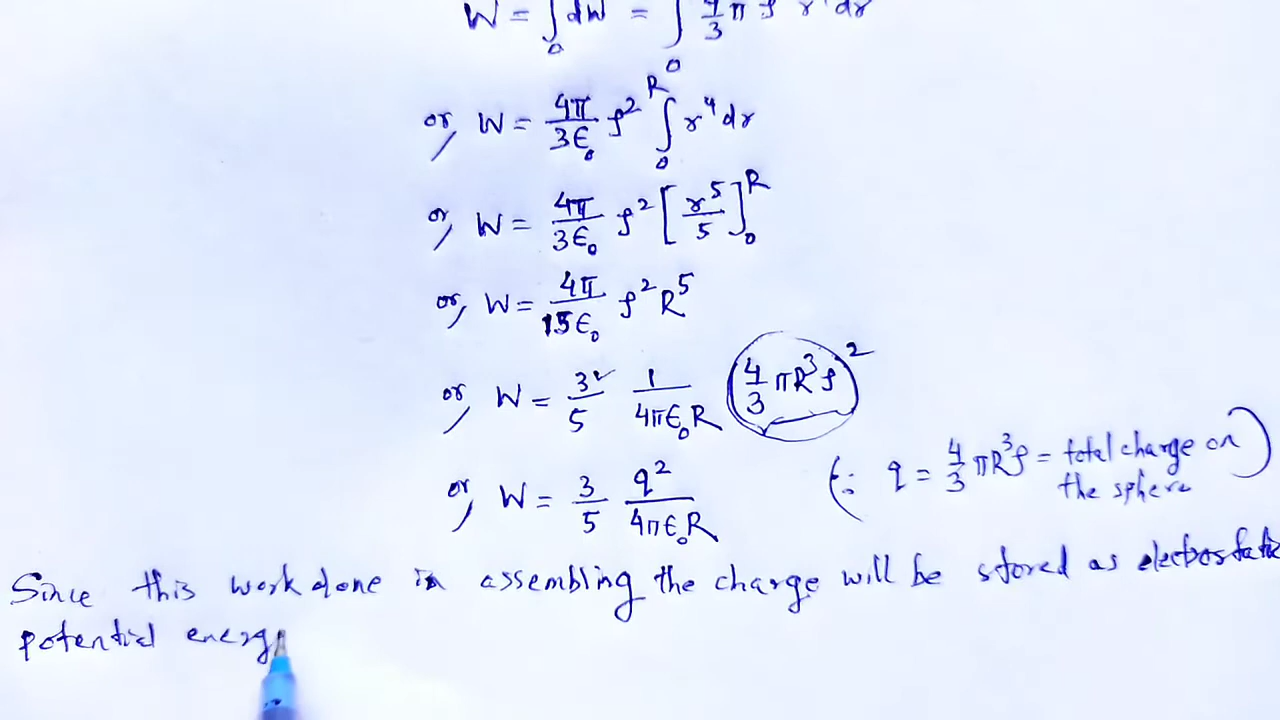 W = ∫₀ dW = ∫₀ 4/3 π ρ r dr
or, W = 4π/3ϵ₀ ρ² ∫₀ᴿ r⁴ dr
or, W = 4π/3ϵ₀ ρ² [r⁵/5]₀ᴿ
or, W = 4π/15ϵ₀ ρ² R⁵
or, W = 3/5 1/4πϵ₀R (4/3 πR³ρ)²
(∵ q = 4/3 πR³ρ = total charge on
the sphere)
or, W = 3/5 q²/4πϵ₀R
Since this work done in assembling the charge will be stored as electrostatic
potential energy